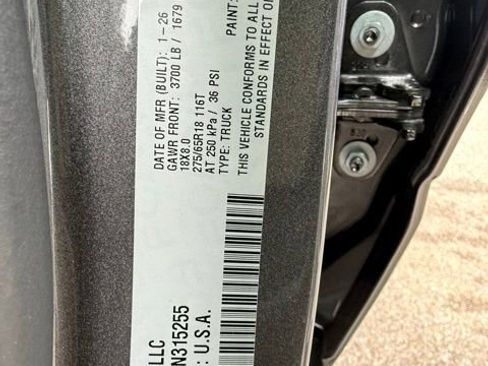 LLC
N315255
: U.S.A.
DATE OF MFR (BUILT): 1-26
GAWR FRONT: 3700 LB / 1679
18X8.0
275/65R18 116T
AT 250 kPa / 36 PSI
TYPE: TRUCK
PAINT:
THIS VEHICLE CONFORMS TO ALL
STANDARDS IN EFFECT O